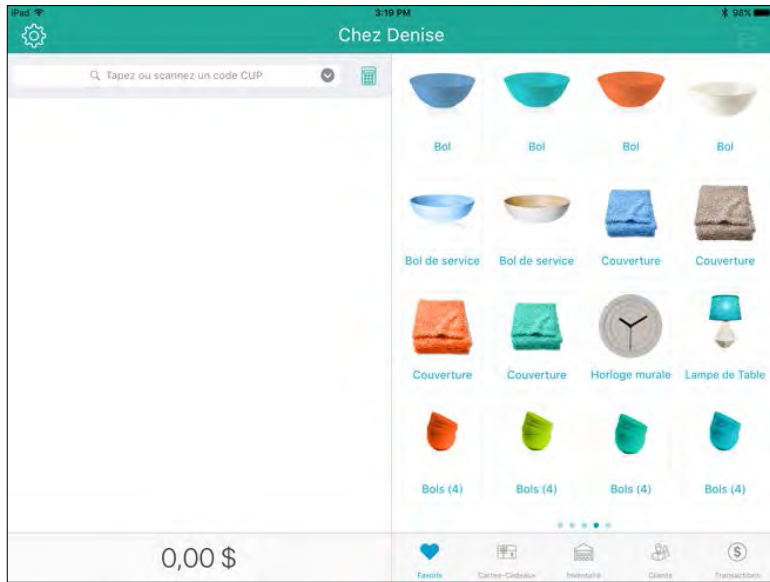 iPad 3:19 PM 98%
Chez Denise
Tapez ou scannez un code CUP
Bol Bol Bol Bol
Bol de service Bol de service Couverture Couverture
Couverture Couverture Horloge murale Lampe de Table
Bols (4) Bols (4) Bols (4) Bols (4)
0,00 $
Favoris Cartes-Cadeaux Inventaire Clients Transactions